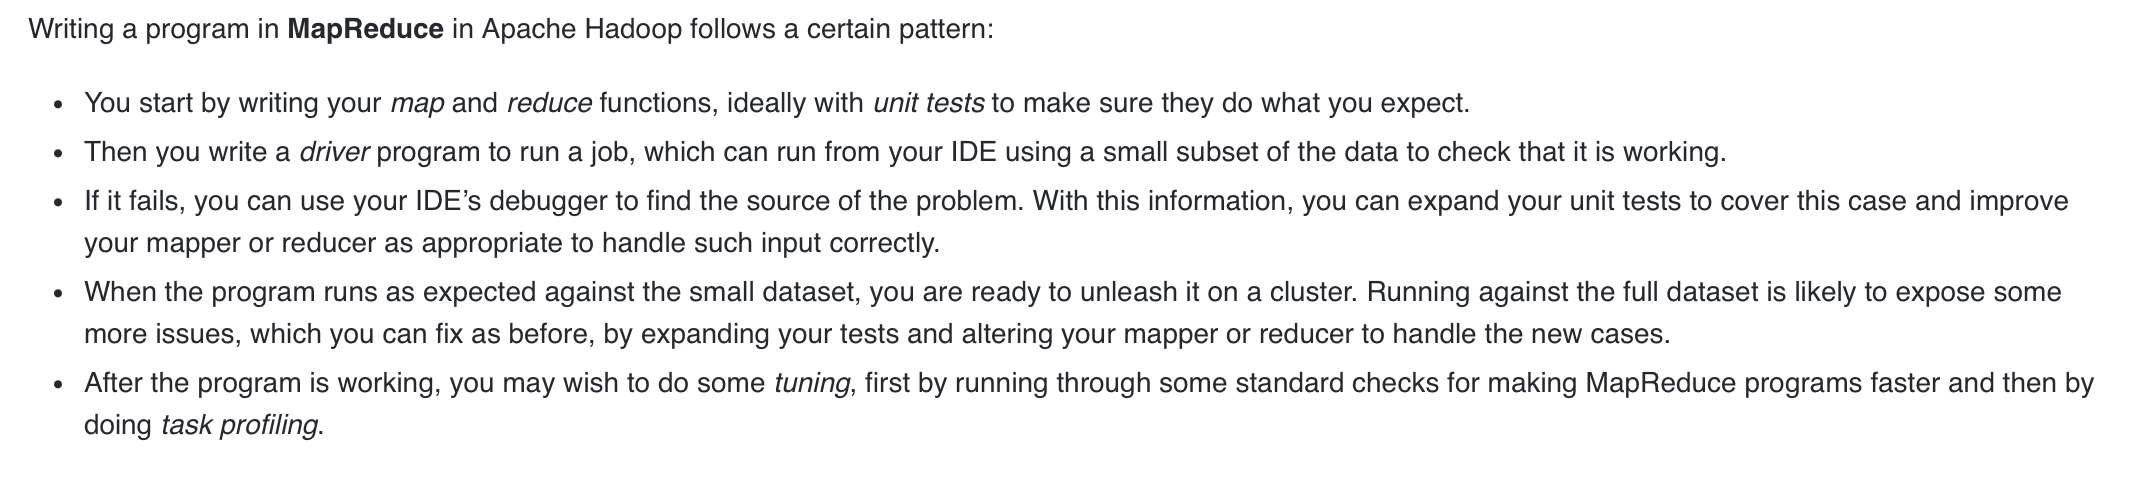 Writing a program in MapReduce in Apache Hadoop follows a certain pattern:
• You start by writing your map and reduce functions, ideally with unit tests to make sure they do what you expect.
• Then you write a driver program to run a job, which can run from your IDE using a small subset of the data to check that it is working.
• If it fails, you can use your IDE’s debugger to find the source of the problem. With this information, you can expand your unit tests to cover this case and improve
your mapper or reducer as appropriate to handle such input correctly.
• When the program runs as expected against the small dataset, you are ready to unleash it on a cluster. Running against the full dataset is likely to expose some
more issues, which you can fix as before, by expanding your tests and altering your mapper or reducer to handle the new cases.
• After the program is working, you may wish to do some tuning, first by running through some standard checks for making MapReduce programs faster and then by
doing task profiling.